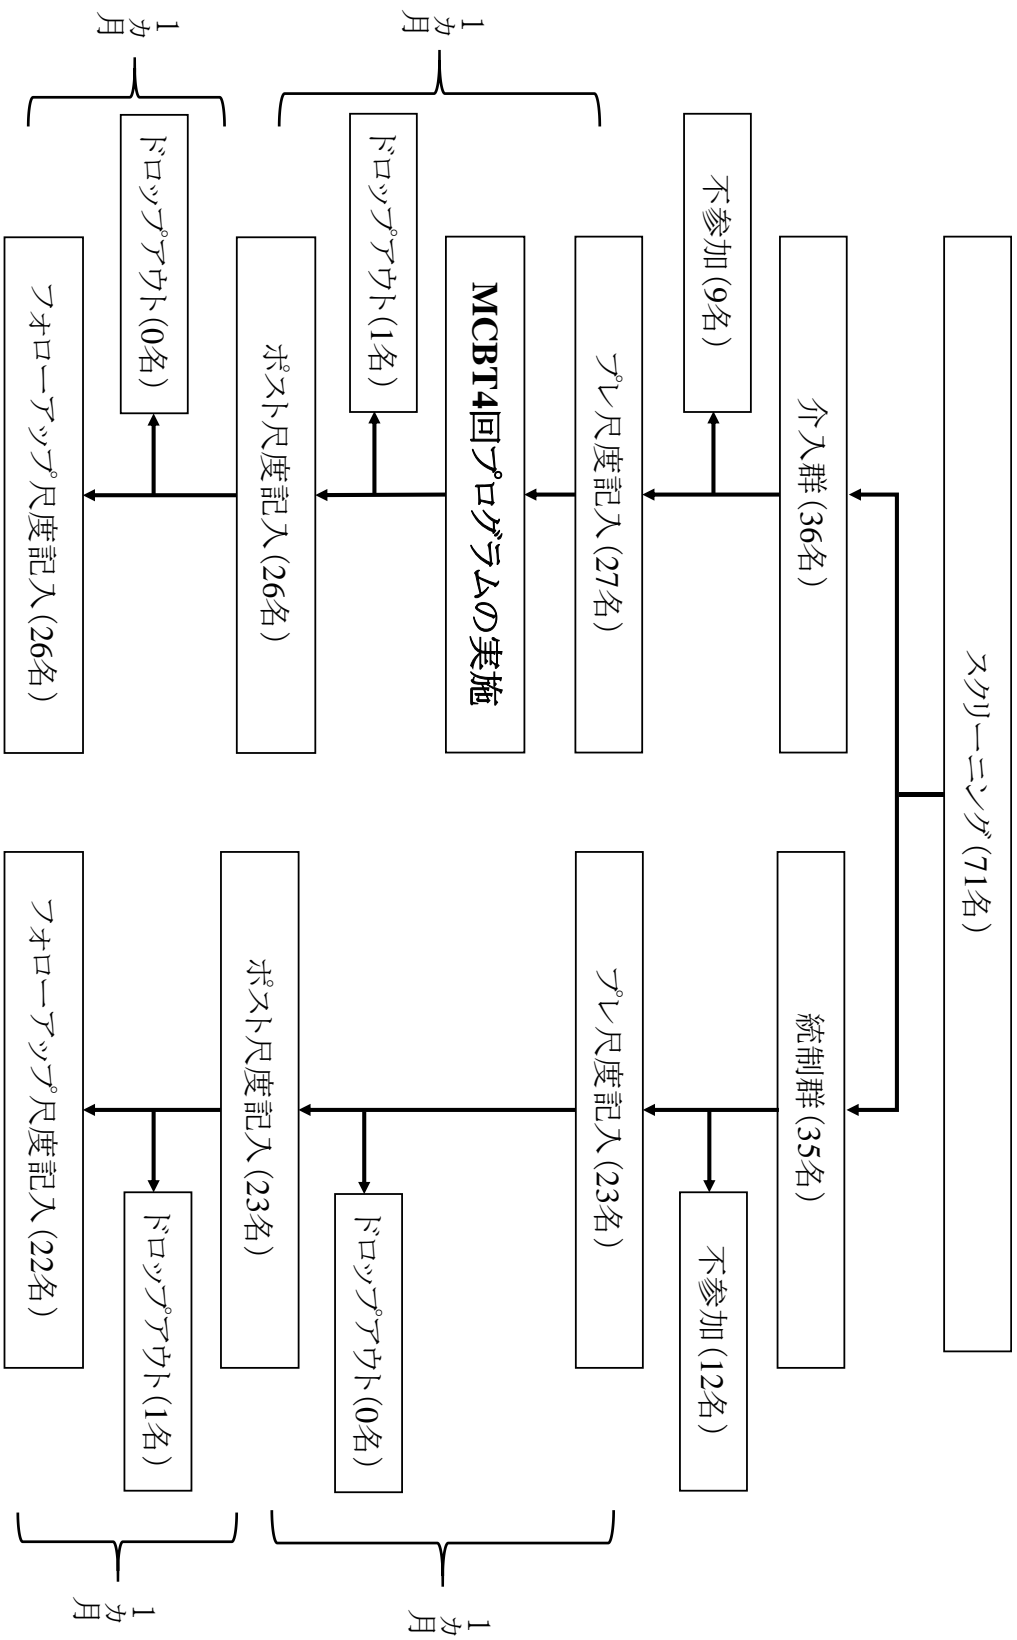 スクリーニング(71名)
介入群(36名)
統制群(35名)
不参加(9名)
不参加(12名)
プレ尺度記入(27名)
プレ尺度記入(23名)
MCBT4回プログラムの実施
1
カ
月
ドロップアウト(1名)
ドロップアウト(0名)
1
カ
月
ポスト尺度記入(26名)
ポスト尺度記入(23名)
1
カ
月
ドロップアウト(0名)
ドロップアウト(1名)
1
カ
月
フォローアップ尺度記入(26名)
フォローアップ尺度記入(22名)